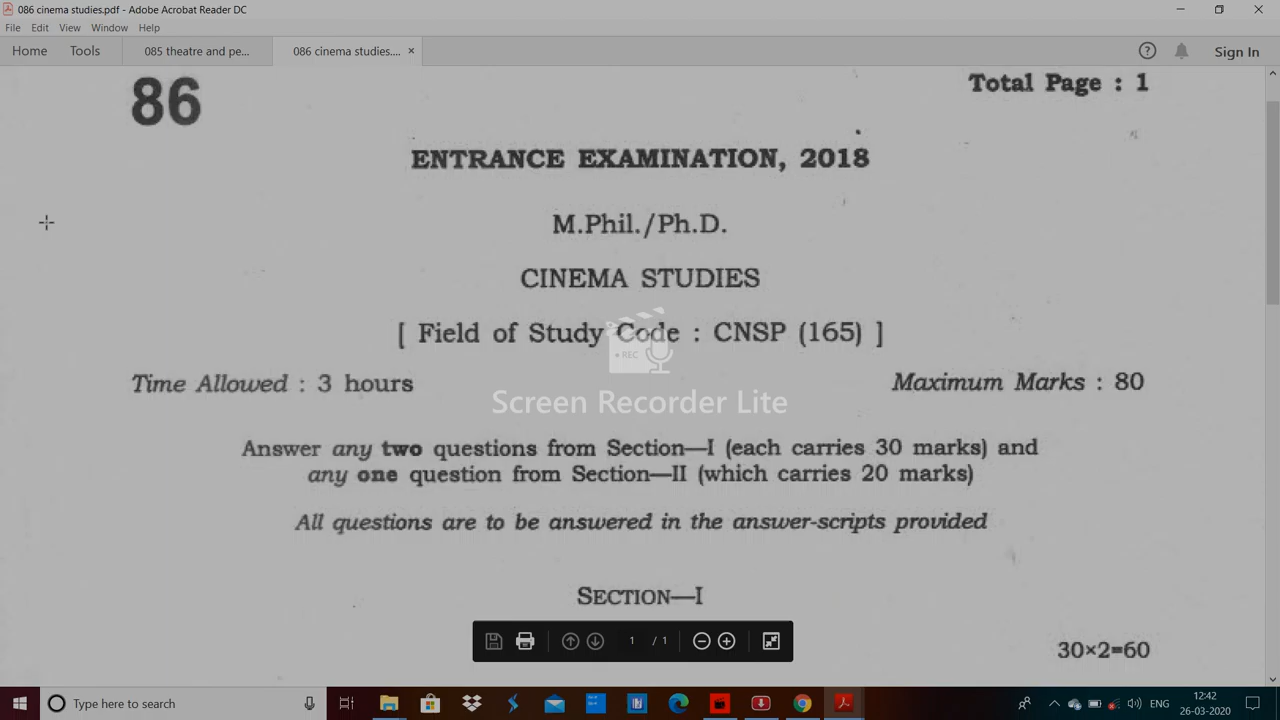 086 cinema studies.pdf - Adobe Acrobat Reader DC
File Edit View Window Help
Home Tools 085 theatre and pe... 086 cinema studies.... × ? Sign In
86
Total Page : 1
ENTRANCE EXAMINATION, 2018
M.Phil./Ph.D.
CINEMA STUDIES
[ Field of Study Code : CNSP (165) ]
REC
Time Allowed : 3 hours Maximum Marks : 80
Screen Recorder Lite
Answer any two questions from Section—I (each carries 30 marks) and
any one question from Section—II (which carries 20 marks)
All questions are to be answered in the answer-scripts provided
SECTION—I
1 / 1
30×2=60
Type here to search
ENG
12:42
26-03-2020